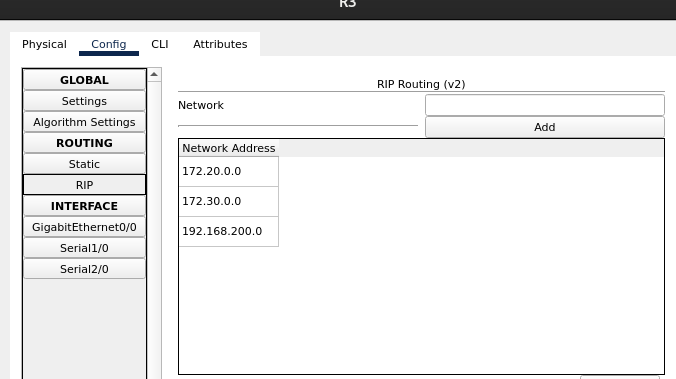 R3
Physical Config CLI Attributes
GLOBAL
Settings
Algorithm Settings
ROUTING
Static
RIP
INTERFACE
GigabitEthernet0/0
Serial1/0
Serial2/0
RIP Routing (v2)
Network
Add
Network Address
172.20.0.0
172.30.0.0
192.168.200.0